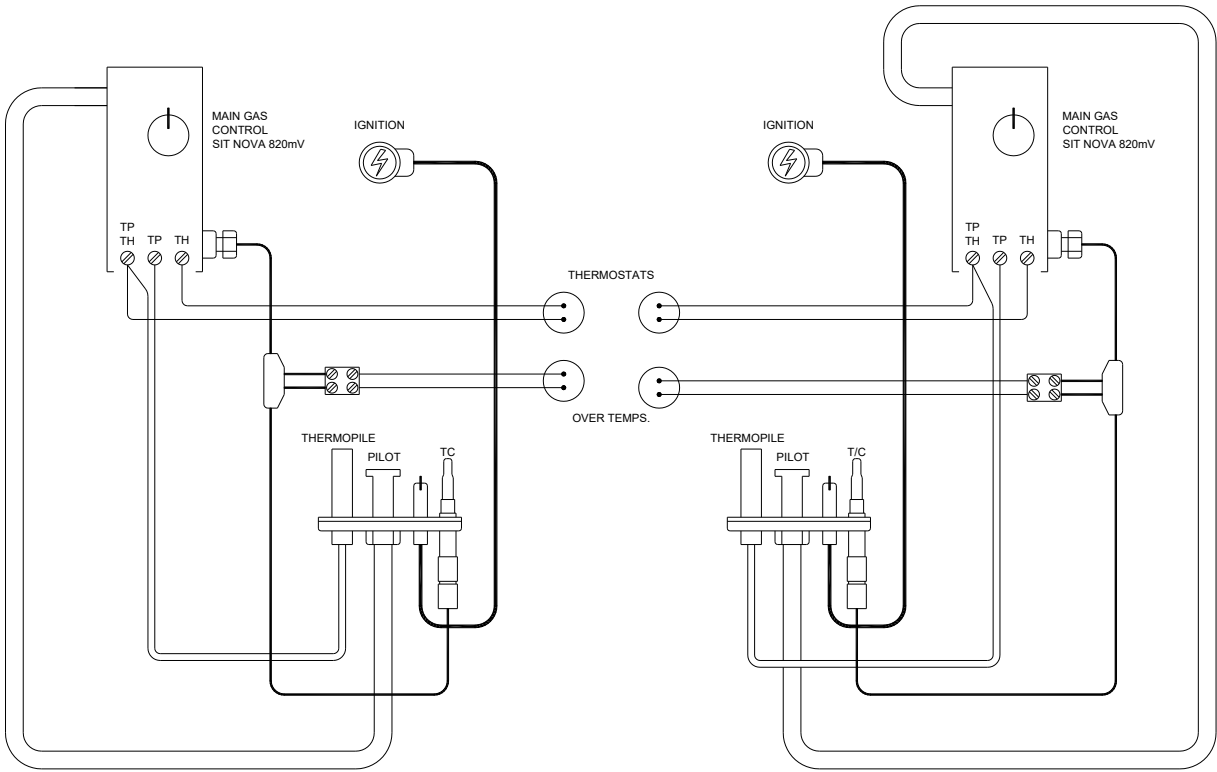 MAIN GAS
CONTROL
SIT NOVA 820mV
IGNITION
TP
TH TP TH
IGNITION
MAIN GAS
CONTROL
SIT NOVA 820mV
TP
TH TP TH
THERMOSTATS
OVER TEMPS.
THERMOPILE
PILOT
TC
THERMOPILE
PILOT
T/C